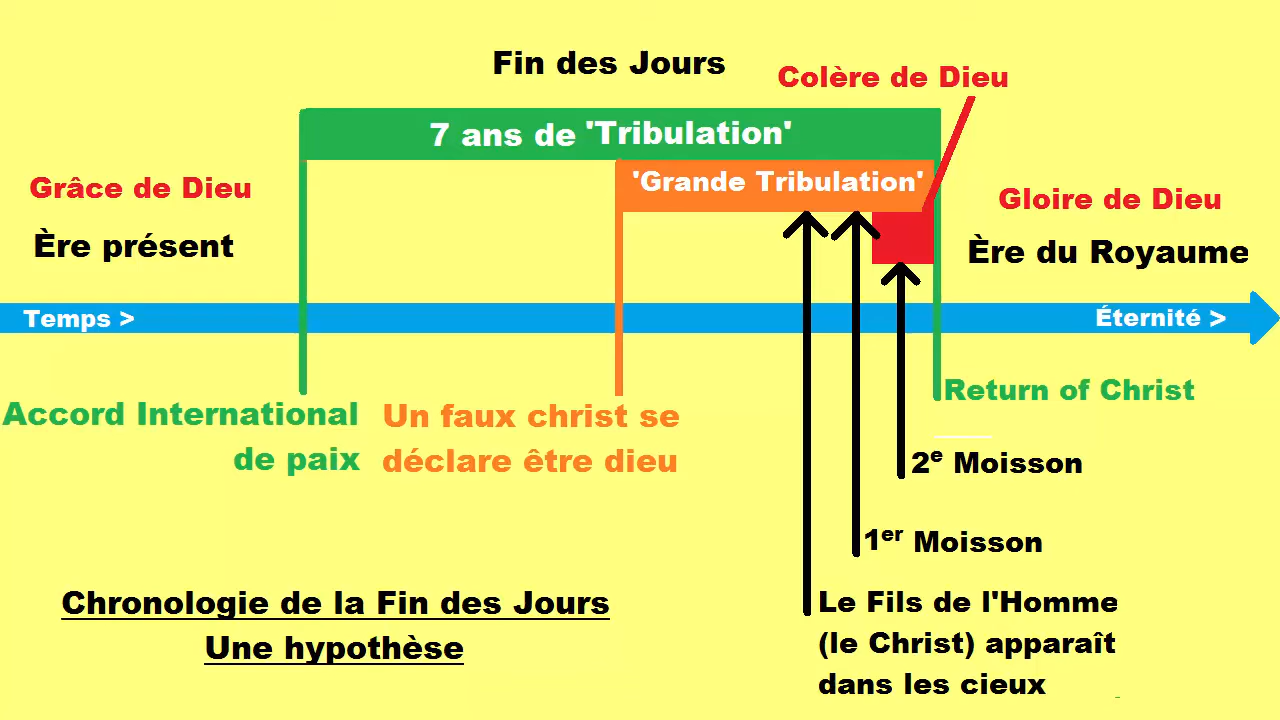 Fin des Jours
Colère de Dieu
7 ans de 'Tribulation'
'Grande Tribulation'
Grâce de Dieu
Ère présent
Gloire de Dieu
Ère du Royaume
Temps >
Éternité >
Accord International
de paix
Un faux christ se
déclare être dieu
Return of Christ
2e Moisson
1er Moisson
Chronologie de la Fin des Jours
Une hypothèse
Le Fils de l'Homme
(le Christ) apparaît
dans les cieux